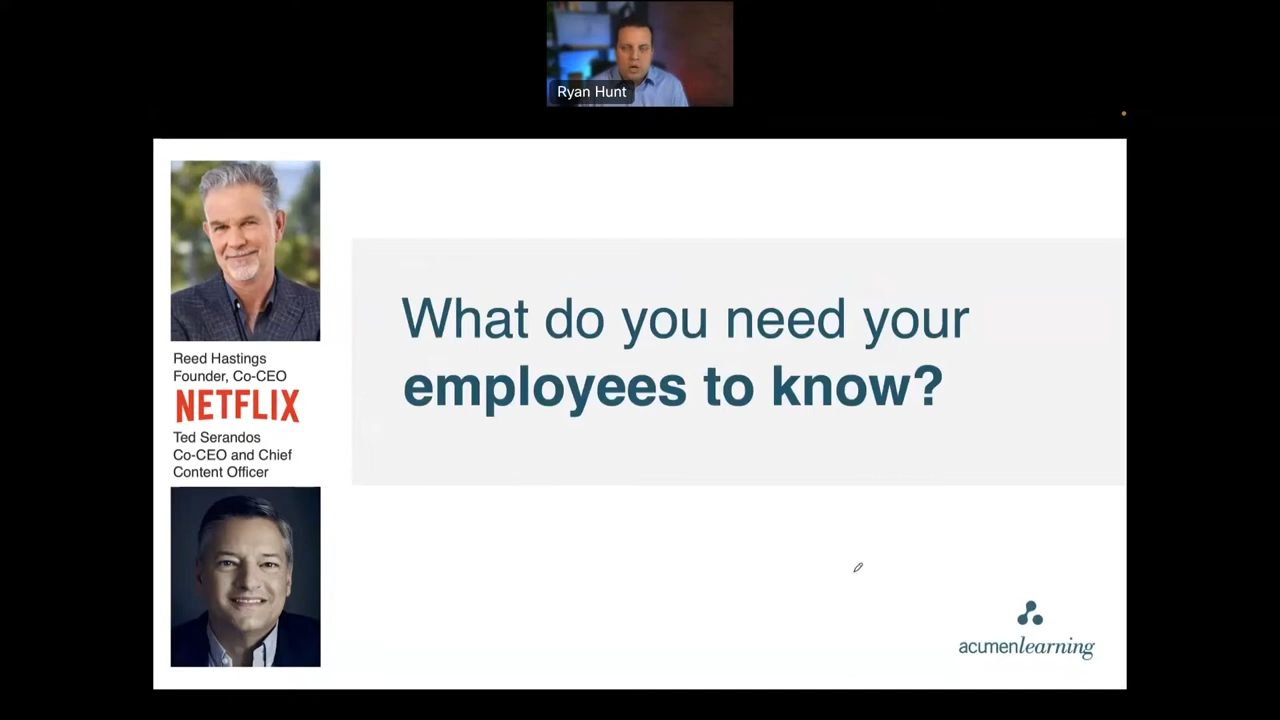 Ryan Hunt
Reed Hastings
Founder, Co-CEO
NETFLIX
Ted Serandos
Co-CEO and Chief
Content Officer
What do you need your
employees to know?
acumenlearning